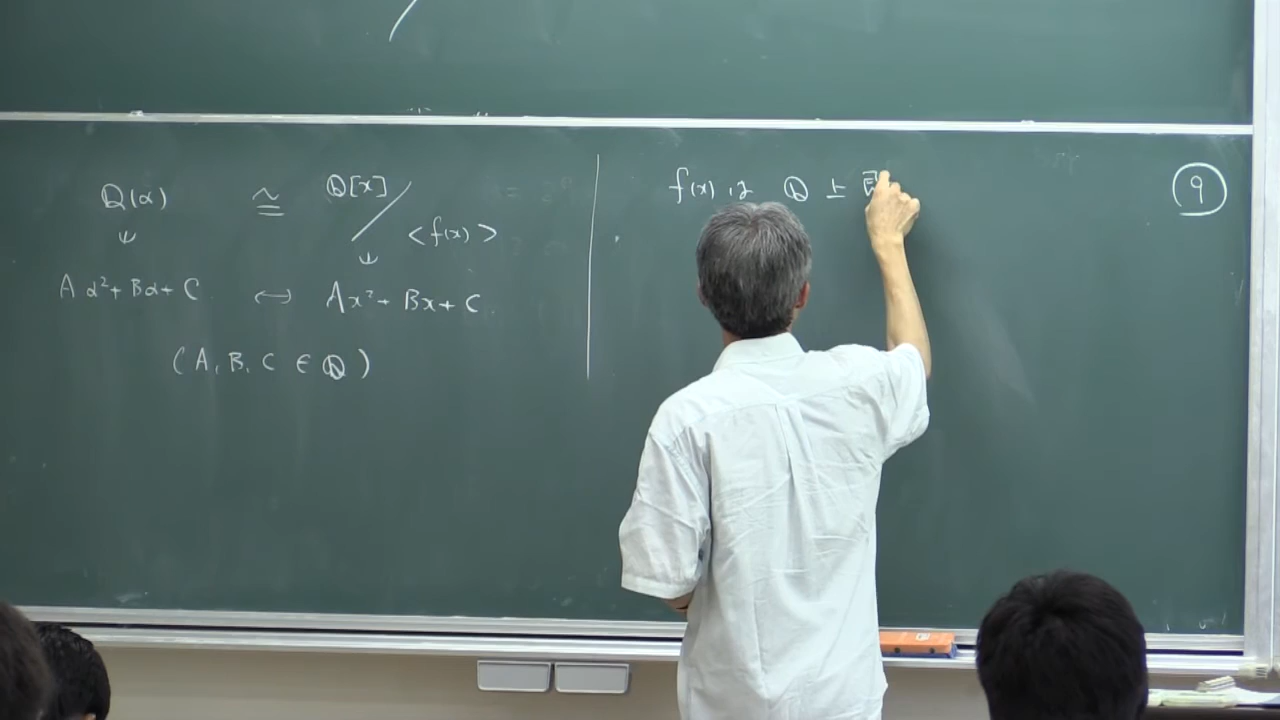 Q(α) ≅ Q[x]/<f(x)>
∪ ∪
Aα²+Bα+C ↔ Ax²+Bx+C
(A, B, C ∈ Q)
f(x) は Q 上
9